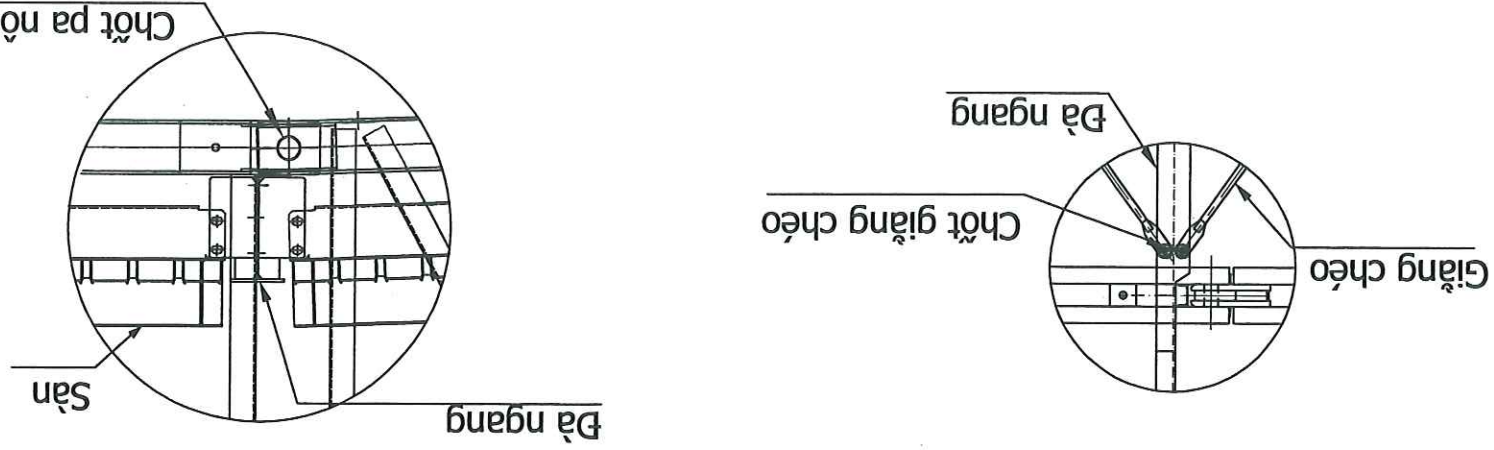 Giằng chéo
Chốt giằng chéo
Đà ngang
Đà ngang
Sàn
Chốt pa nô